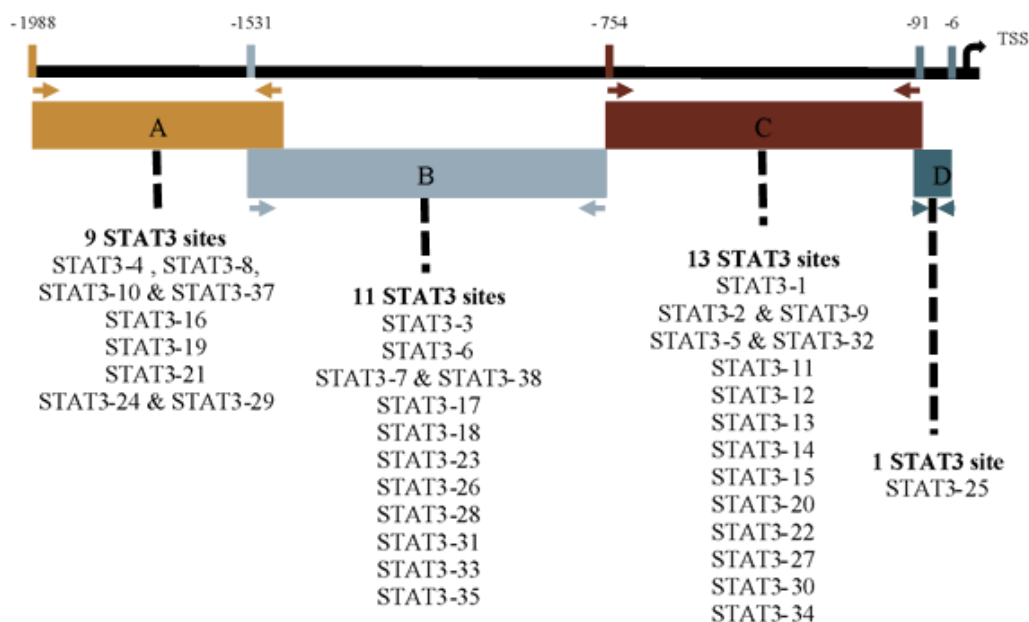 -1988
-1531
-754
-91
-6
TSS
A
B
C
D
9 STAT3 sites
STAT3-4 , STAT3-8,
STAT3-10 & STAT3-37
STAT3-16
STAT3-19
STAT3-21
STAT3-24 & STAT3-29
11 STAT3 sites
STAT3-3
STAT3-6
STAT3-7 & STAT3-38
STAT3-17
STAT3-18
STAT3-23
STAT3-26
STAT3-28
STAT3-31
STAT3-33
STAT3-35
13 STAT3 sites
STAT3-1
STAT3-2 & STAT3-9
STAT3-5 & STAT3-32
STAT3-11
STAT3-12
STAT3-13
STAT3-14
STAT3-15
STAT3-20
STAT3-22
STAT3-27
STAT3-30
STAT3-34
1 STAT3 site
STAT3-25